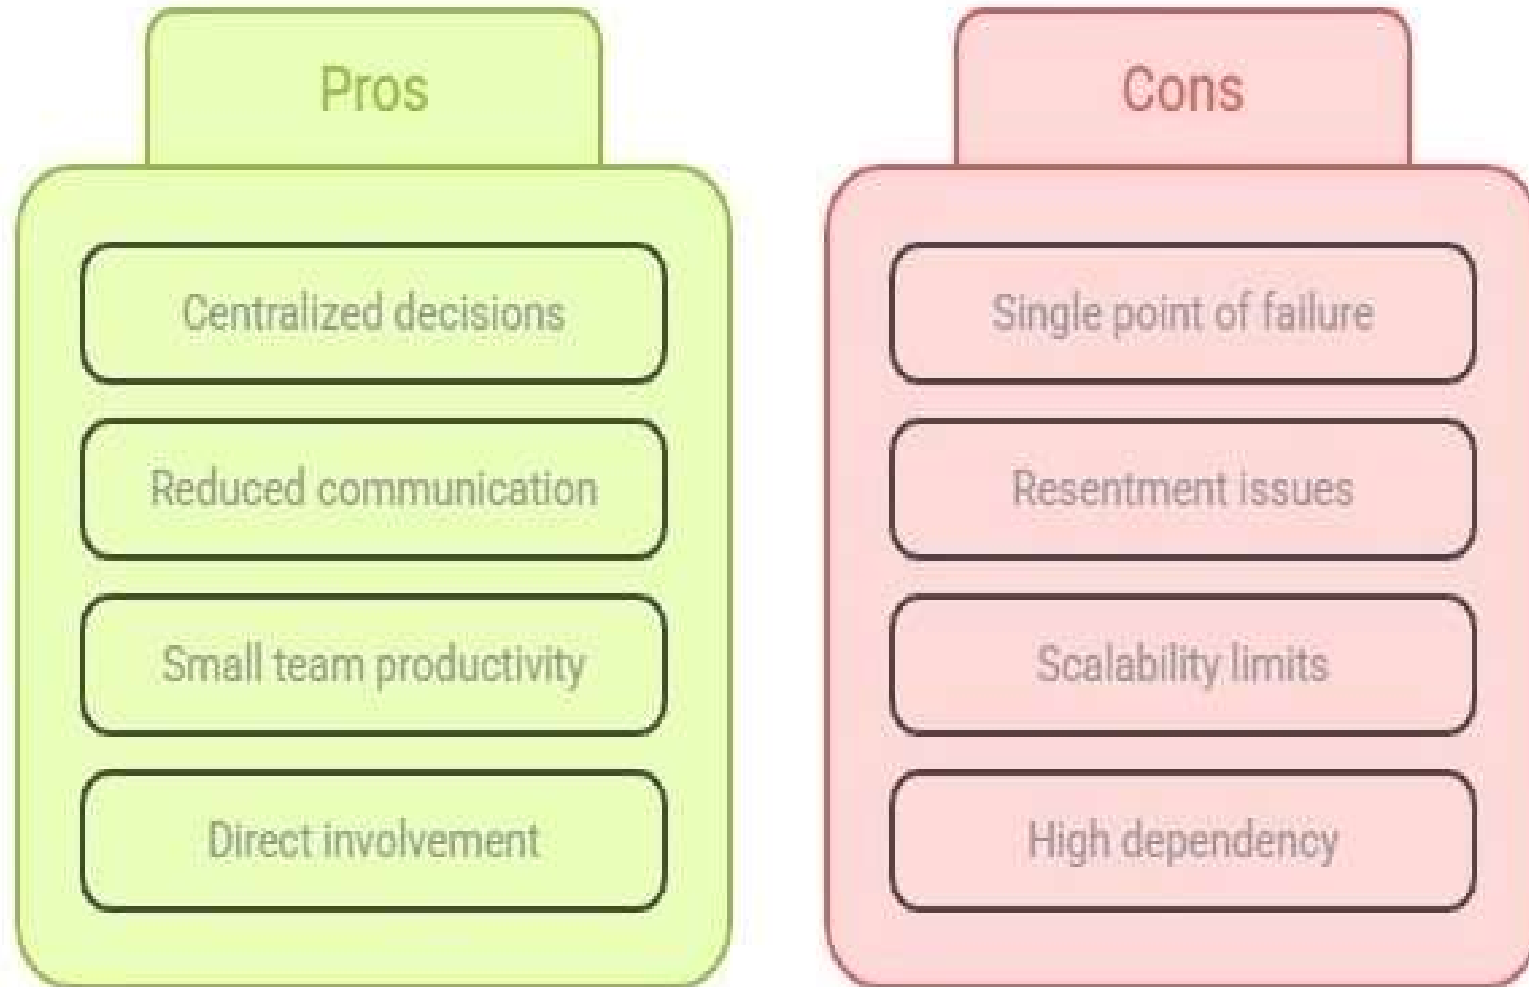 Pros
Centralized decisions
Reduced communication
Small team productivity
Direct involvement
Cons
Single point of failure
Resentment issues
Scalability limits
High dependency